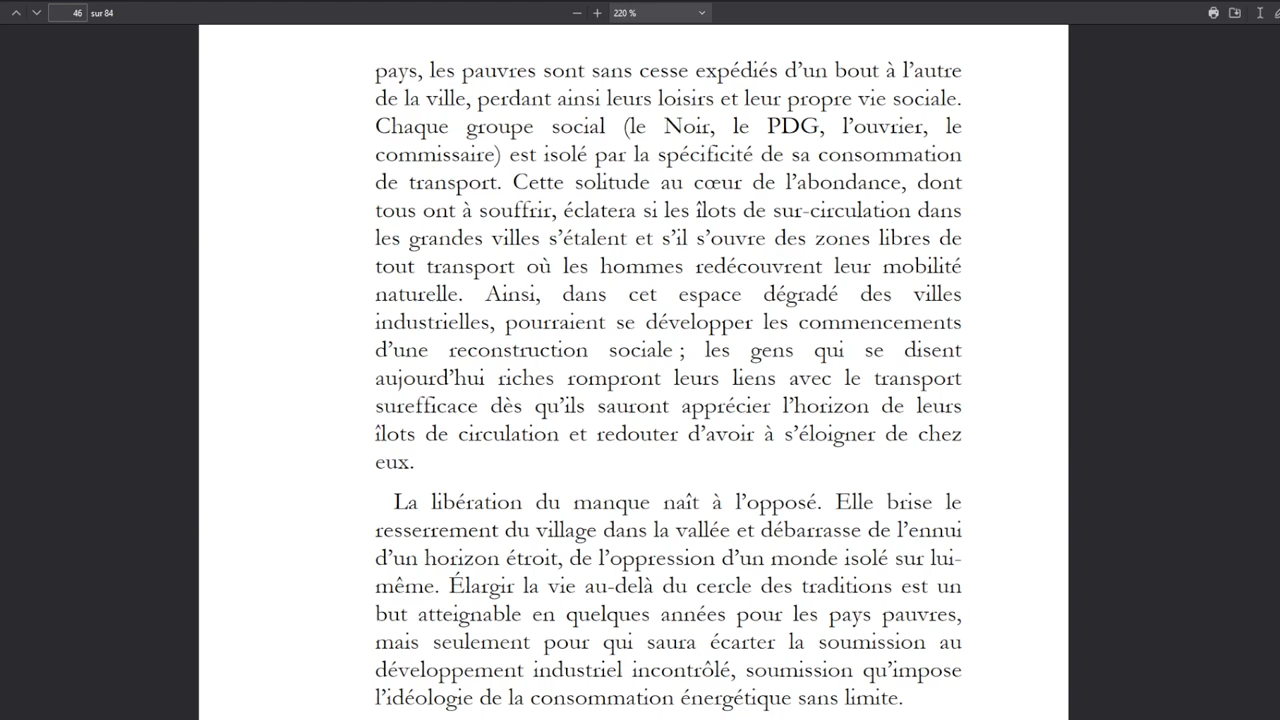 46 sur 84
220 %
pays, les pauvres sont sans cesse expédiés d’un bout à l’autre
de la ville, perdant ainsi leurs loisirs et leur propre vie sociale.
Chaque groupe social (le Noir, le PDG, l’ouvrier, le
commissaire) est isolé par la spécificité de sa consommation
de transport. Cette solitude au cœur de l’abondance, dont
tous ont à souffrir, éclatera si les îlots de sur-circulation dans
les grandes villes s’étalent et s’il s’ouvre des zones libres de
tout transport où les hommes redécouvrent leur mobilité
naturelle. Ainsi, dans cet espace dégradé des villes
industrielles, pourraient se développer les commencements
d’une reconstruction sociale ; les gens qui se disent
aujourd’hui riches rompront leurs liens avec le transport
surefficace dès qu’ils sauront apprécier l’horizon de leurs
îlots de circulation et redouter d’avoir à s’éloigner de chez
eux.
La libération du manque naît à l’opposé. Elle brise le
resserrement du village dans la vallée et débarrasse de l’ennui
d’un horizon étroit, de l’oppression d’un monde isolé sur lui-
même. Élargir la vie au-delà du cercle des traditions est un
but atteignable en quelques années pour les pays pauvres,
mais seulement pour qui saura écarter la soumission au
développement industriel incontrôlé, soumission qu’impose
l’idéologie de la consommation énergétique sans limite.